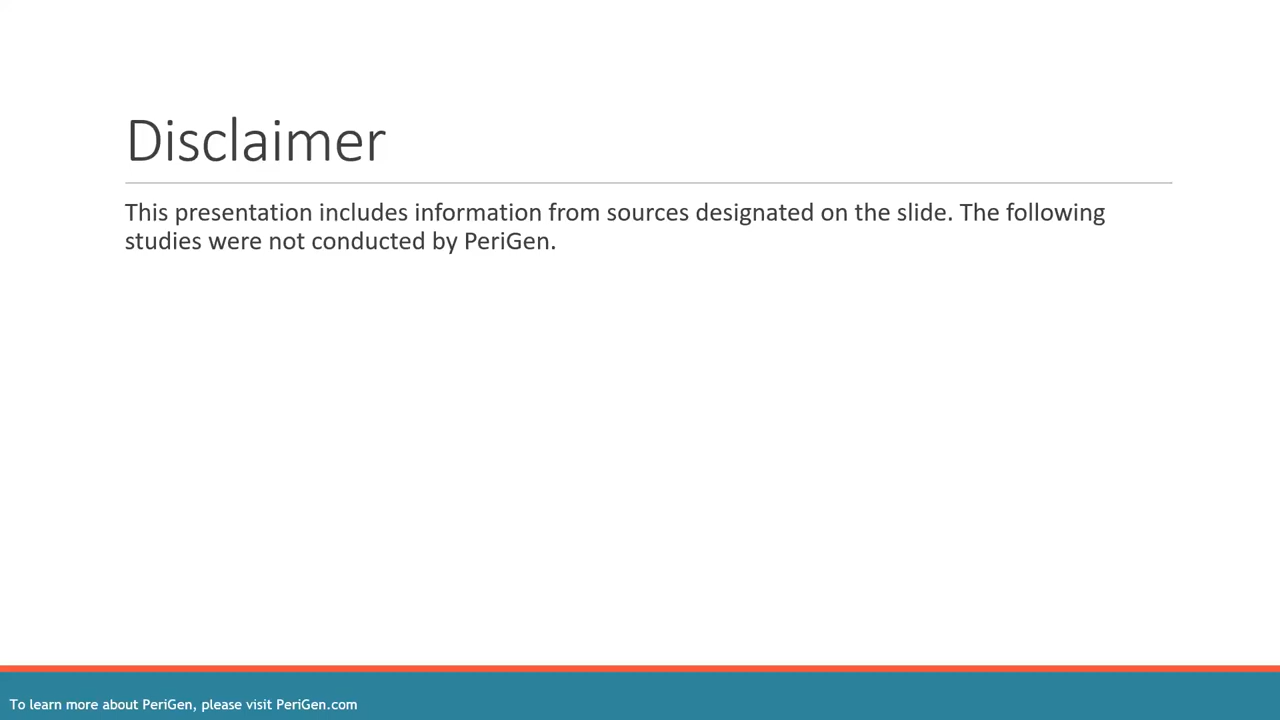 Disclaimer
This presentation includes information from sources designated on the slide. The following
studies were not conducted by PeriGen.
To learn more about PeriGen, please visit PeriGen.com